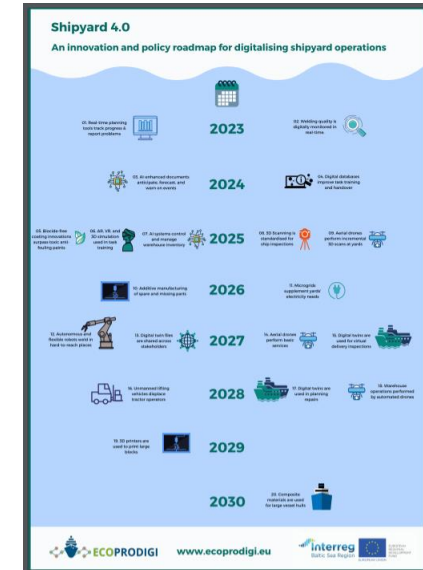 Shipyard 4.0
An innovation and policy roadmap for digitalising shipyard operations
01. Real-time planning
tools track progress &
report problems
2023
02. Welding quality is
digitally monitored in
real-time
03. AI enhanced documents
anticipate, forecast, and
warn on events
2024
04. Digital databases
improve task training
and handover
05. Biocide-free
coating innovations
surpass toxic anti-
fouling paints
06. AR, VR, and
3D simulation
used in task
training
07. AI systems control
and manage
warehouse inventory
2025
08. 3D Scanning is
standardised for
ship inspections
09. Aerial drones
perform incremental
3D scans at yards
10. Additive manufacturing
of spare and missing parts
2026
11. Microgrids
supplement yards'
electricity needs
12. Autonomous and
flexible robots weld in
hard-to-reach places
13. Digital twin files
are shared across
stakeholders
2027
14. Aerial drones
perform basic
services
15. Digital twins are
used for virtual
delivery inspections
16. Unmanned lifting
vehicles displace
tractor operators
2028
17. Digital twins are
used in planning
repairs
18. Warehouse
operations performed
by automated drones
19. 3D printers are
used to print large
blocks
2029
2030
20. Composite
materials are used
for large vessel hulls
ECOPRODIGI
www.ecoprodigi.eu
Interreg
Baltic Sea Region
EUROPEAN UNION
EUROPEAN
REGIONAL
DEVELOPMENT
FUND